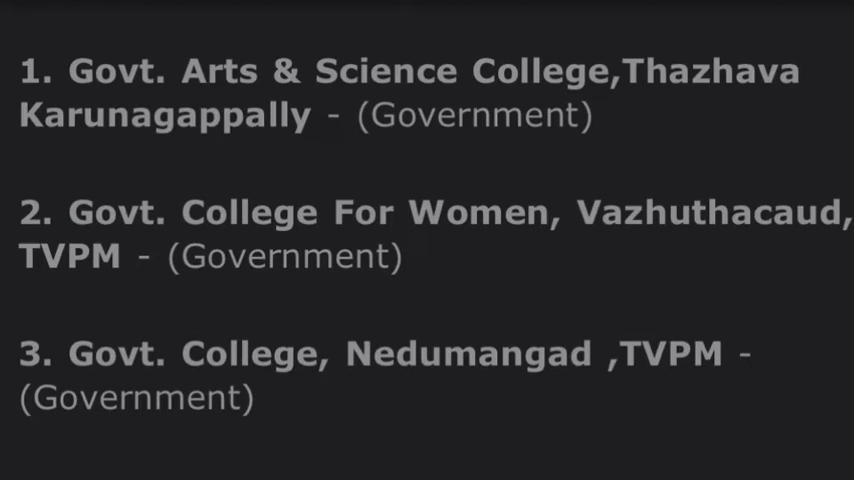 1. Govt. Arts & Science College,Thazhava
Karunagappally - (Government)
2. Govt. College For Women, Vazhuthacaud,
TVPM - (Government)
3. Govt. College, Nedumangad ,TVPM -
(Government)